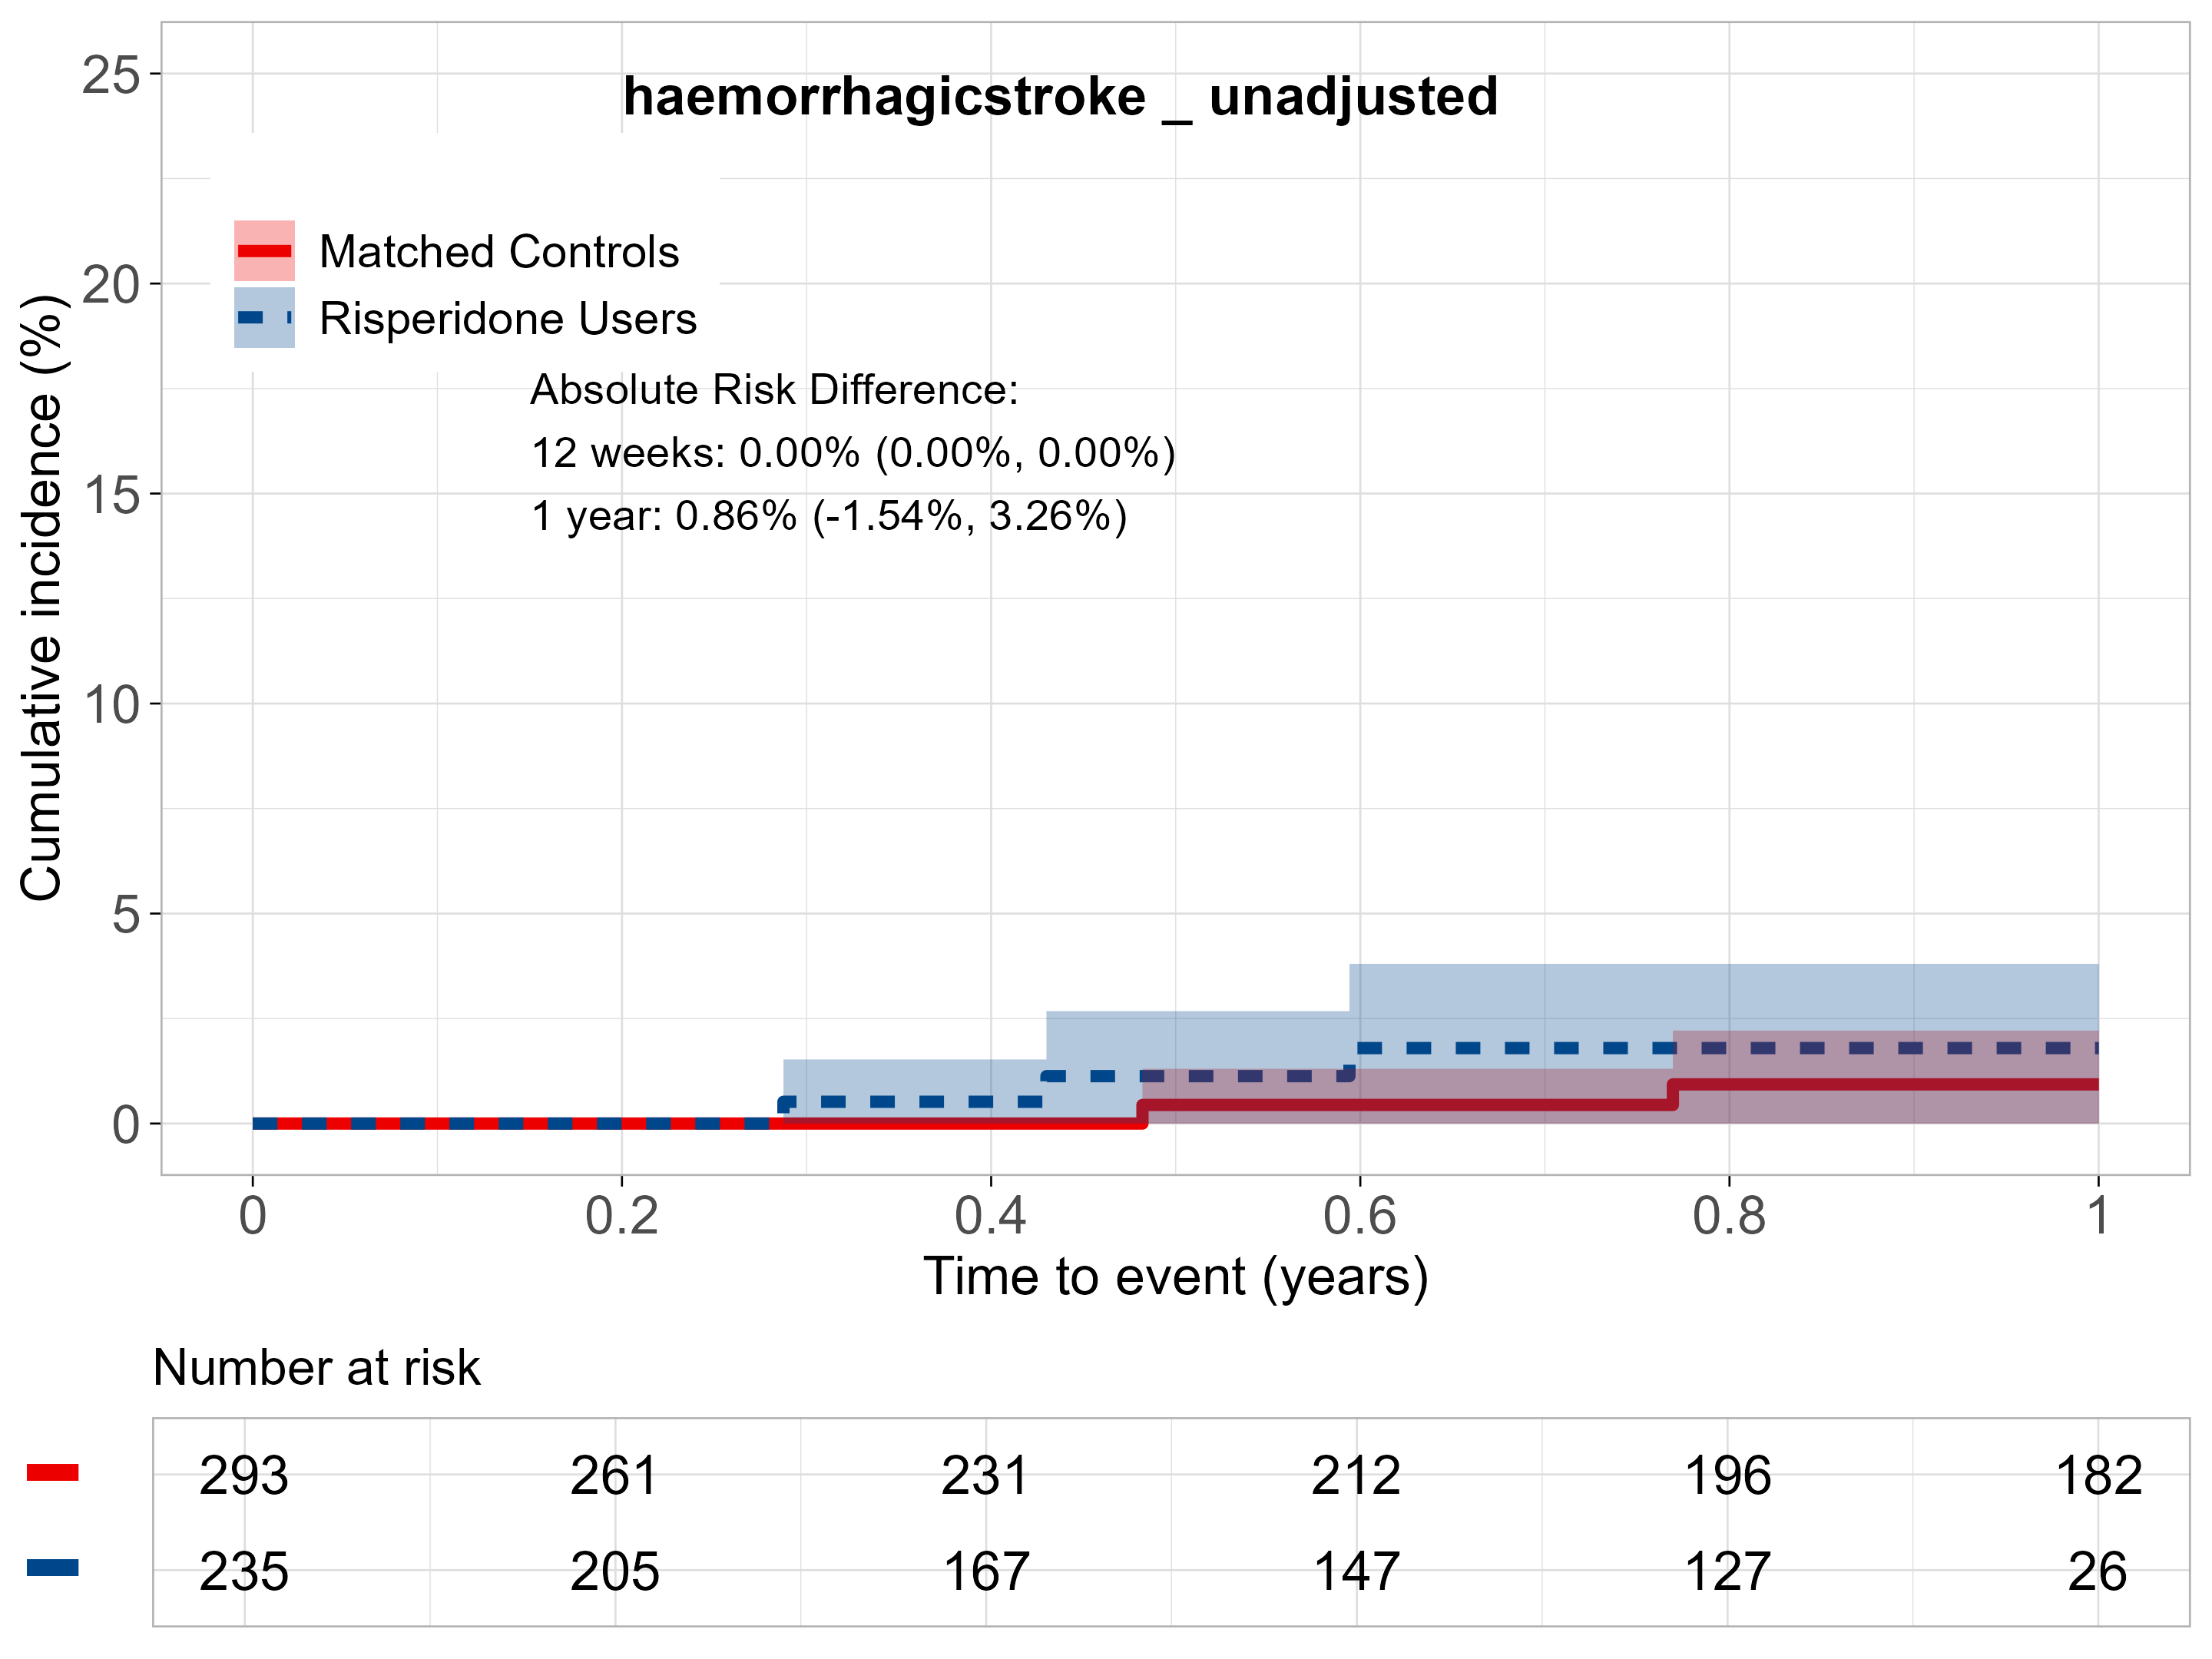 haemorrhagicstroke _ unadjusted
Matched Controls
Risperidone Users
Absolute Risk Difference:
12 weeks: 0.00% (0.00%, 0.00%)
1 year: 0.86% (-1.54%, 3.26%)
Cumulative incidence (%)
25
20
15
10
5
0
0 0.2 0.4 0.6 0.8 1
Time to event (years)
Number at risk
293 261 231 212 196 182
235 205 167 147 127 26